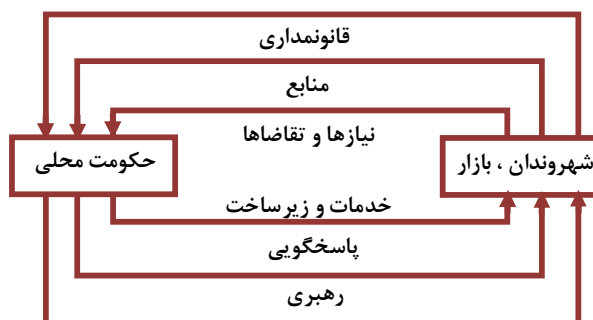 قانونمداری
منابع
نیازها و تقاضاها
شهروندان ، بازار
حکومت محلی
خدمات و زیرساخت
پاسخگویی
رهبری